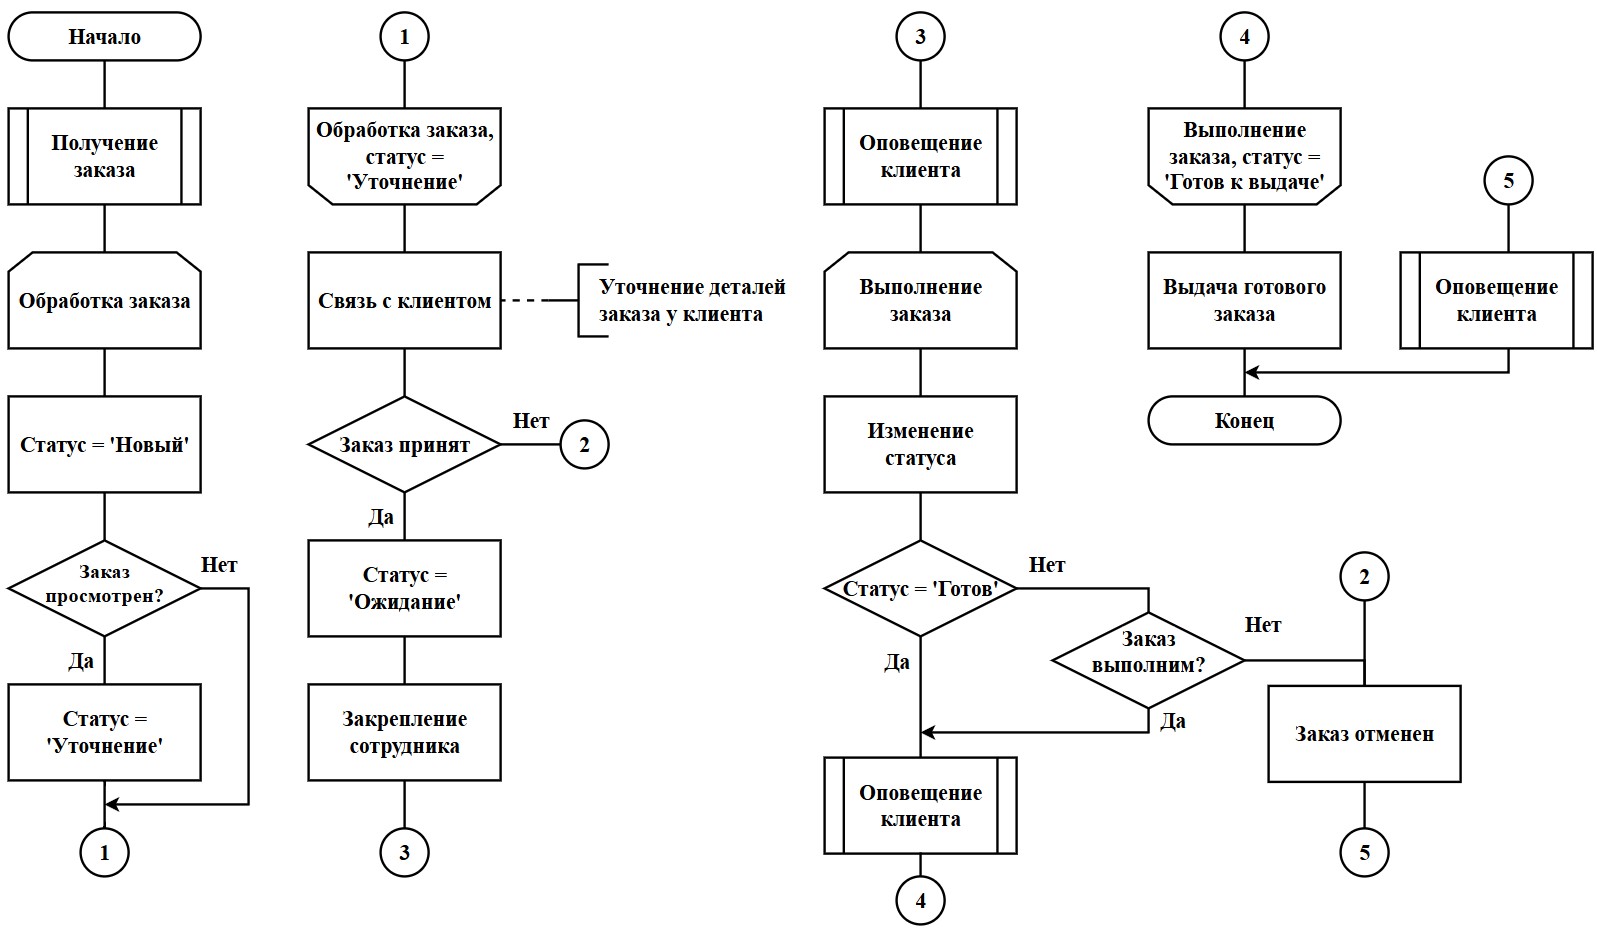 Начало
Получение
заказа
Обработка заказа
Статус = 'Новый'
Заказ
просмотрен?
Нет
Да
Статус =
'Уточнение'
1
1
Обработка заказа,
статус =
'Уточнение'
Связь с клиентом
Уточнение деталей
заказа у клиента
Заказ принят
Нет
2
Да
Статус =
'Ожидание'
Закрепление
сотрудника
3
3
Оповещение
клиента
Выполнение
заказа
Изменение
статуса
Статус = 'Готов'
Нет
Да
Заказ
выполним?
Нет
Да
Оповещение
клиента
4
2
Заказ отменен
5
4
Выполнение
заказа, статус =
'Готов к выдаче'
Выдача готового
заказа
Конец
5
Оповещение
клиента